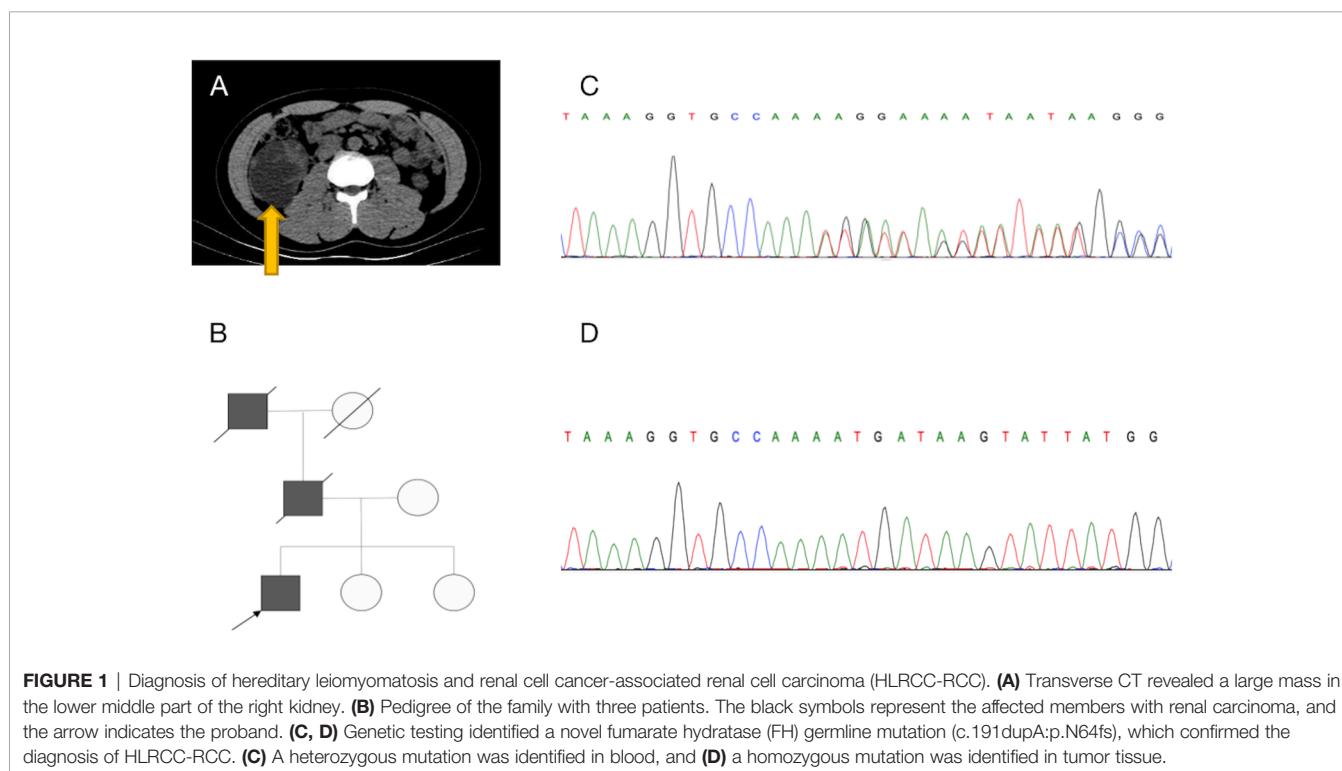 A
C
T A A A G G T G C C A A A A G G A A A A T A A T A A G G G
B
D
T A A A G G T G C C A A A A T G A T A A G T A T T A T G G
FIGURE 1 | Diagnosis of hereditary leiomyomatosis and renal cell cancer-associated renal cell carcinoma (HLRCC-RCC). (A) Transverse CT revealed a large mass in
the lower middle part of the right kidney. (B) Pedigree of the family with three patients. The black symbols represent the affected members with renal carcinoma, and
the arrow indicates the proband. (C, D) Genetic testing identified a novel fumarate hydratase (FH) germline mutation (c.191dupA:p.N64fs), which confirmed the
diagnosis of HLRCC-RCC. (C) A heterozygous mutation was identified in blood, and (D) a homozygous mutation was identified in tumor tissue.